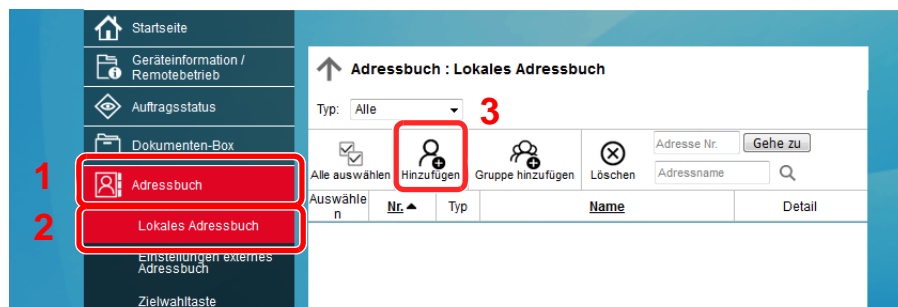 Startseite
Geräteinformation /
Remotebetrieb
Auftragsstatus
Dokumenten-Box
1
Adressbuch
2
Lokales Adressbuch
Einstellungen externes
Adressbuch
Zielwahltaste
Adressbuch : Lokales Adressbuch
Typ: Alle
3
Alle auswählen Hinzufügen Gruppe hinzufügen Löschen
Adresse Nr. Gehe zu
Adressname
Auswähle
n Nr. Typ Name Detail